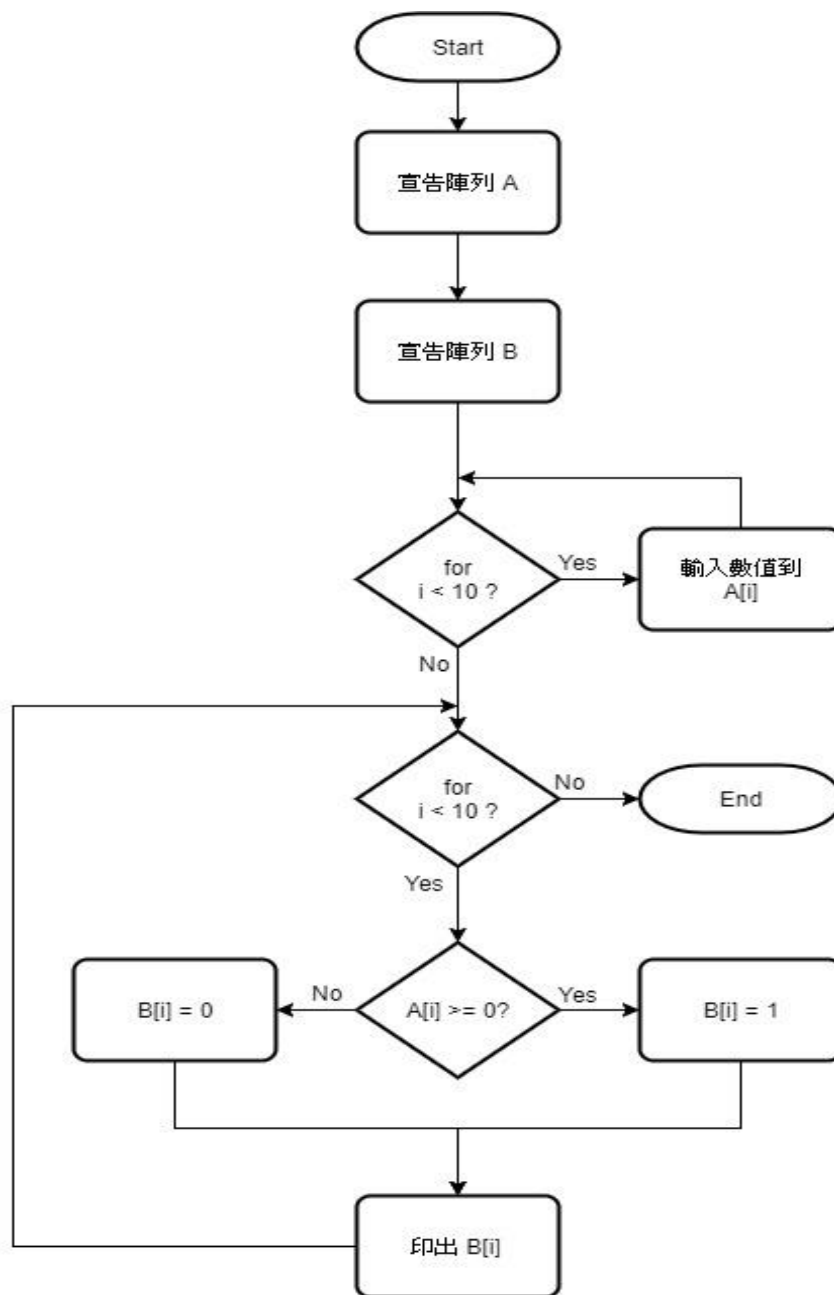 Start
宣告陣列 A
宣告陣列 B
for
i < 10 ?
Yes
輸入數值到
A[i]
No
for
i < 10 ?
No
End
Yes
A[i] >= 0?
No
B[i] = 0
Yes
B[i] = 1
印出 B[i]